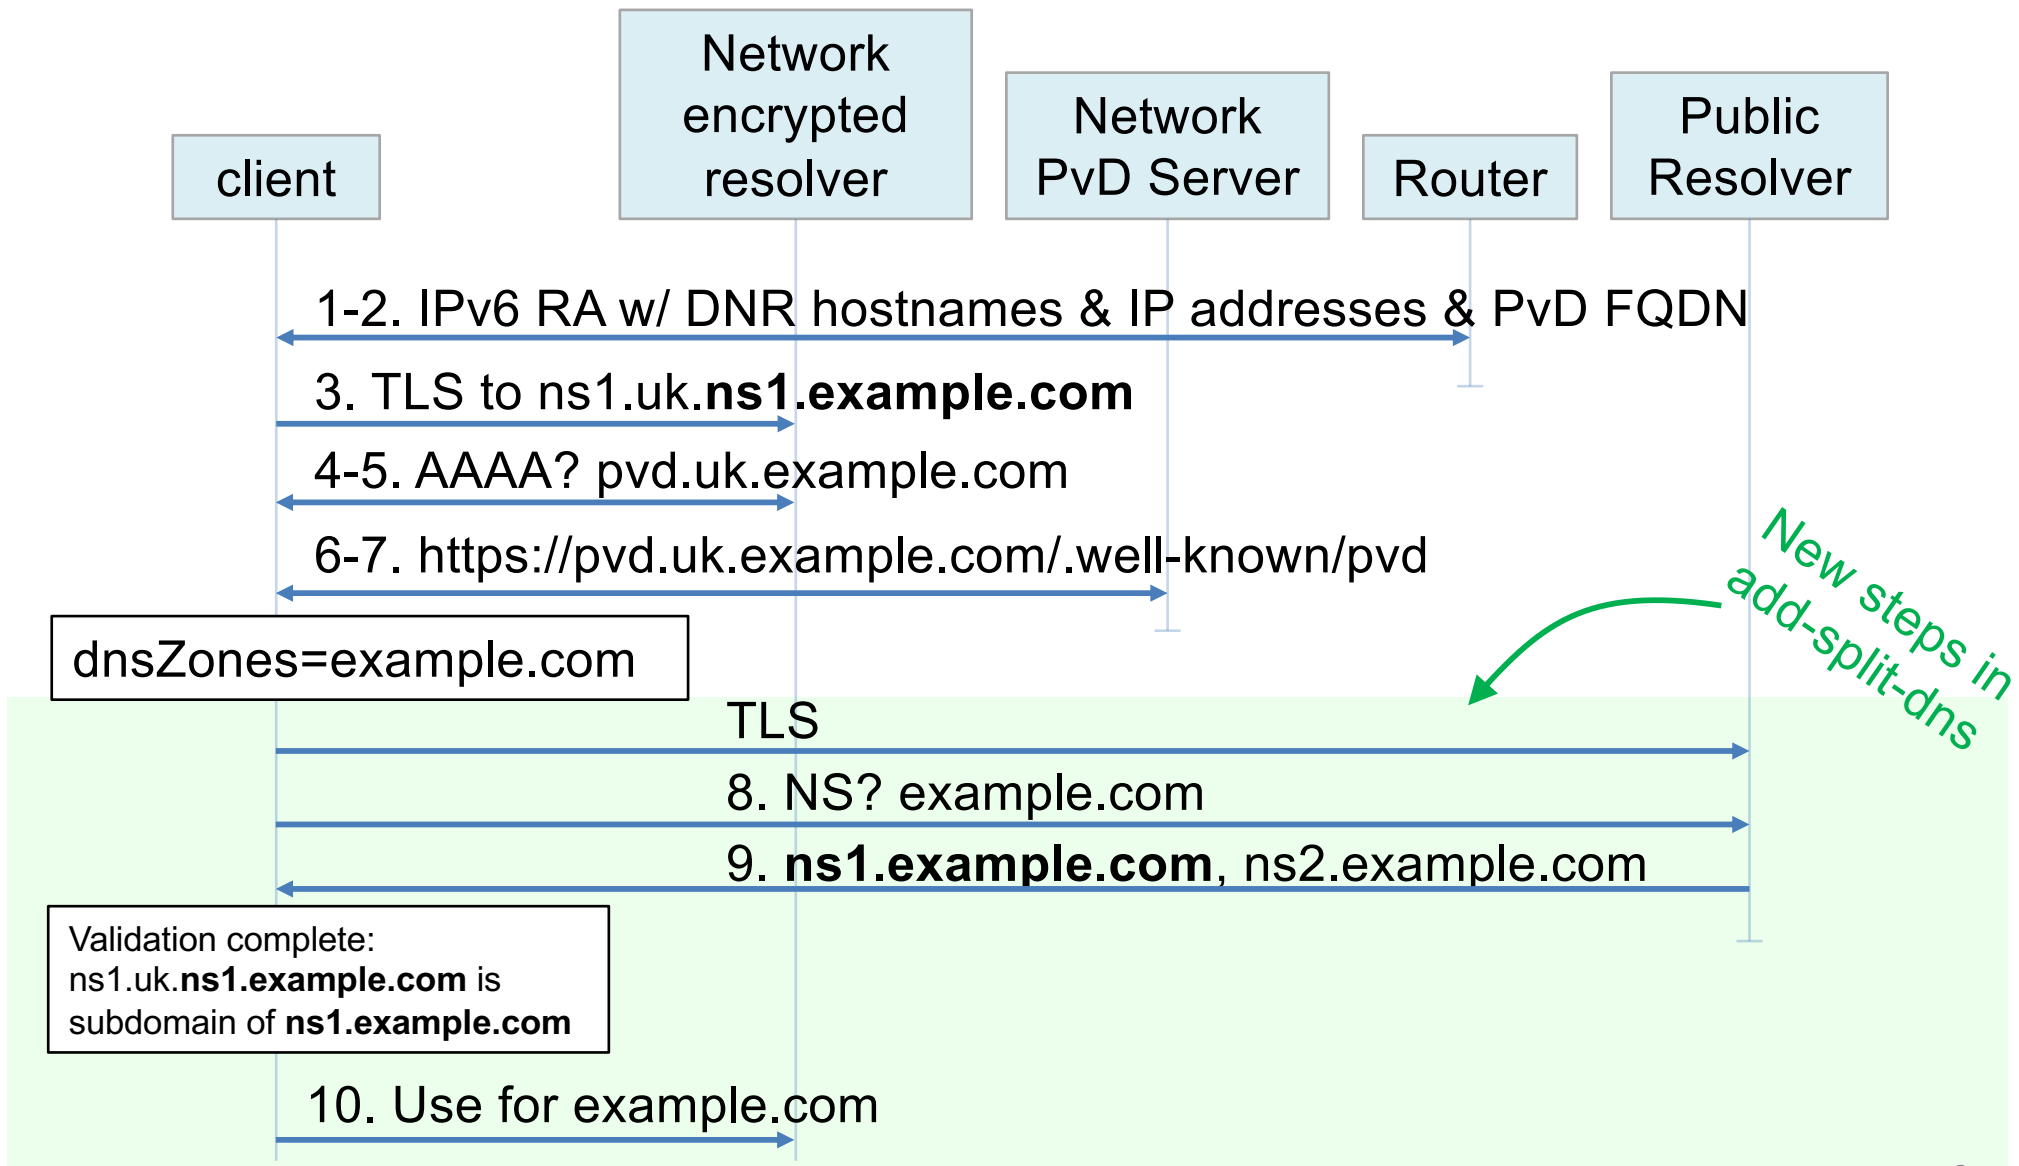 client
Network
encrypted
resolver
Network
PvD Server
Router
Public
Resolver
1-2. IPv6 RA w/ DNR hostnames & IP addresses & PvD FQDN
3. TLS to ns1.uk.ns1.example.com
4-5. AAAA? pvd.uk.example.com
6-7. https://pvd.uk.example.com/.well-known/pvd
New steps in
add-split-dns
dnsZones=example.com
TLS
8. NS? example.com
9. ns1.example.com, ns2.example.com
Validation complete:
ns1.uk.ns1.example.com is
subdomain of ns1.example.com
10. Use for example.com